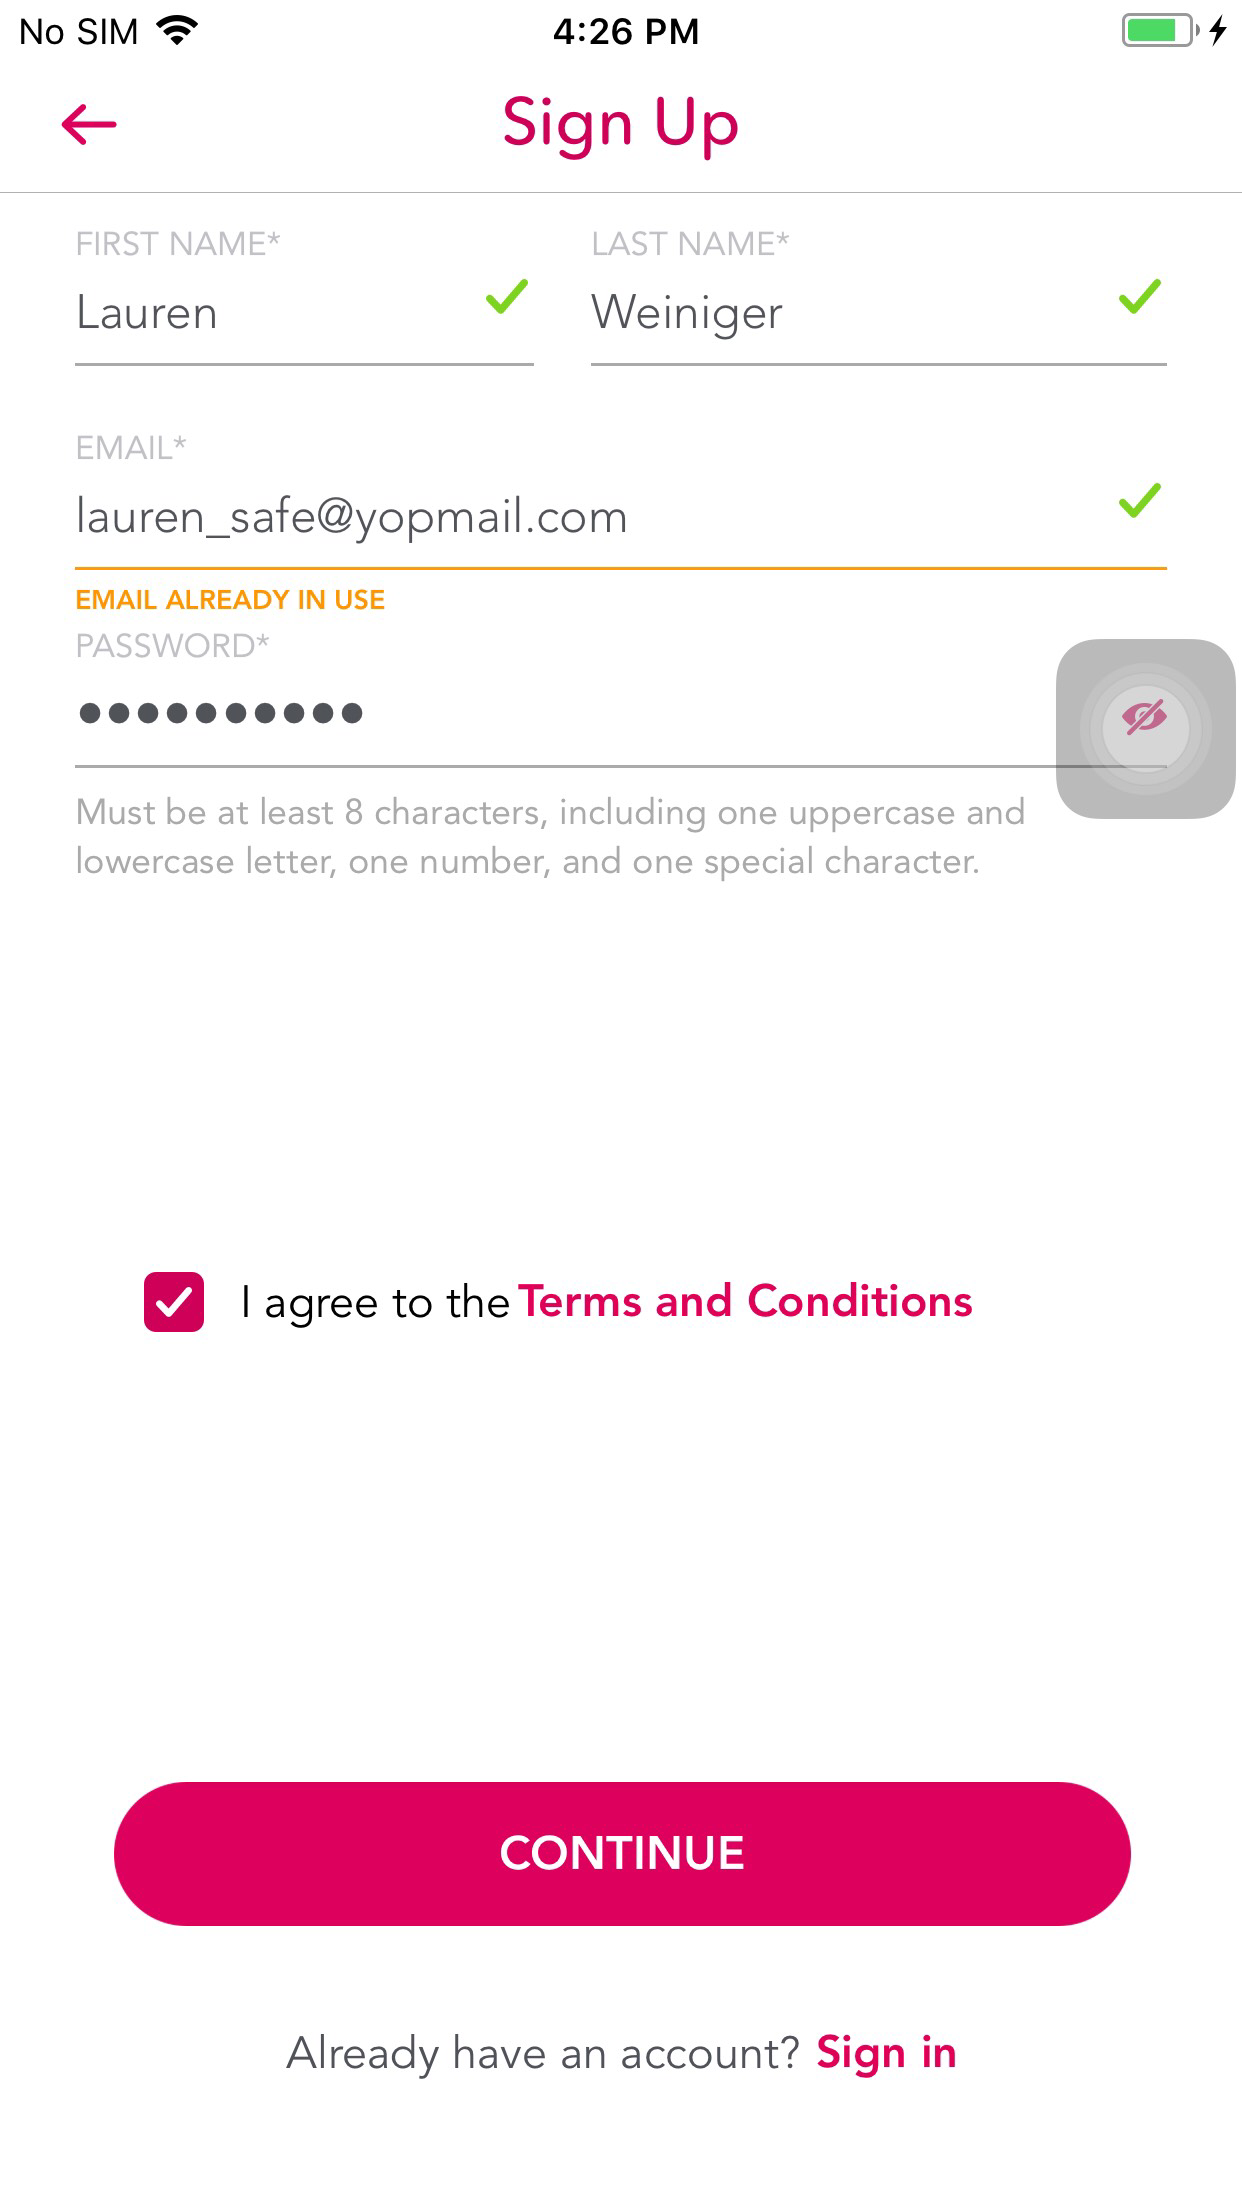 No SIM 4:26 PM
Sign Up
FIRST NAME* LAST NAME*
Lauren Weiniger
EMAIL*
lauren_safe@yopmail.com
EMAIL ALREADY IN USE
PASSWORD*
●●●●●●●●●●
Must be at least 8 characters, including one uppercase and
lowercase letter, one number, and one special character.
I agree to the Terms and Conditions
CONTINUE
Already have an account? Sign in